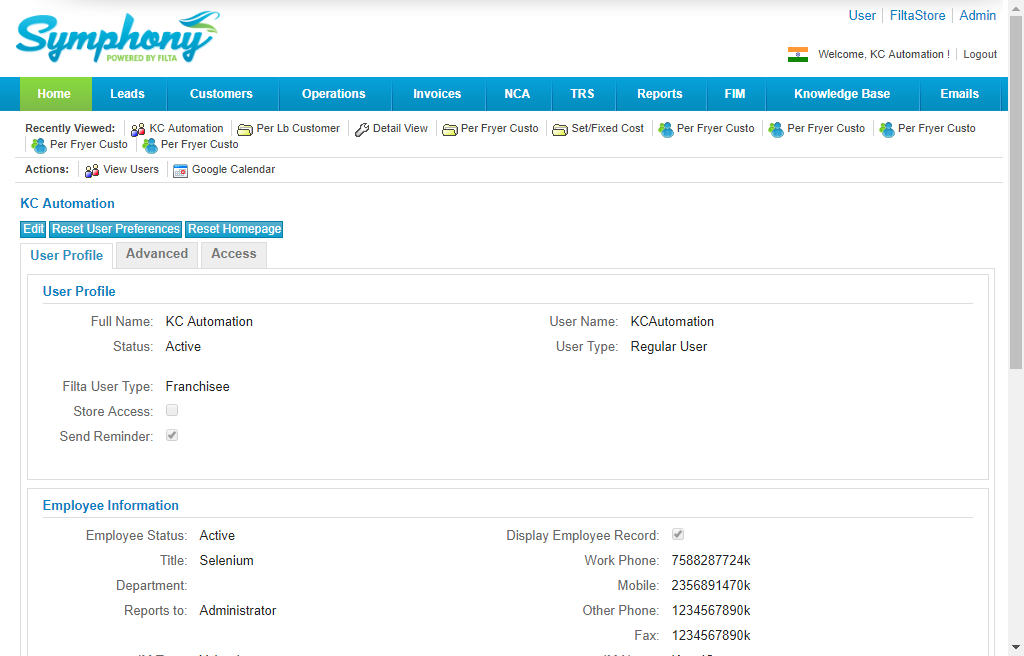 User FiltaStore Admin
Symphony
POWERED BY FILTA
Welcome, KC Automation ! Logout
Home Leads Customers Operations Invoices NCA TRS Reports FIM Knowledge Base Emails
Recently Viewed: KC Automation Per Lb Customer Detail View Per Fryer Custo Set/Fixed Cost Per Fryer Custo Per Fryer Custo Per Fryer Custo
Per Fryer Custo Per Fryer Custo
Actions: View Users Google Calendar
KC Automation
Edit Reset User Preferences Reset Homepage
User Profile Advanced Access
User Profile
Full Name: KC Automation User Name: KCAutomation
Status: Active User Type: Regular User
Filta User Type: Franchisee
Store Access:
Send Reminder:
Employee Information
Employee Status: Active Display Employee Record:
Title: Selenium Work Phone: 7588287724k
Department: Mobile: 2356891470k
Reports to: Administrator Other Phone: 1234567890k
Fax: 1234567890k